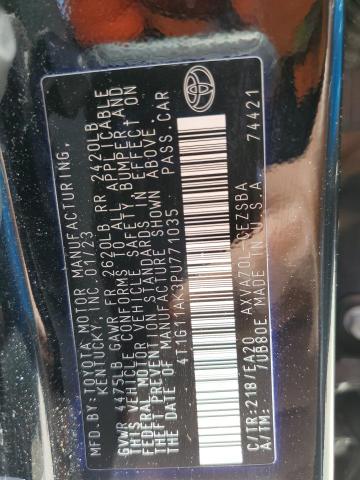 MFD.BY:TOYOTA MOTOR MANUFACTURING,
KENTUCKY, INC. 01/23
GVWR 4475LB GAWR FR 2620LB RR 2420LB
THIS VEHICLE CONFORMS TO ALL APPLICABLE
FEDERAL MOTOR VEHICLE SAFETY, BUMPER AND
THEFT PREVENTION STANDARDS IN EFFECT ON
THE DATE OF MANUFACTURE SHOWN ABOVE.
4T1G11AK3PU771035 PASS.CAR
C/TR:218/EA20 AXVA70L-CEZSBA
A/TM: /UB80E MADE IN U.S.A 74421